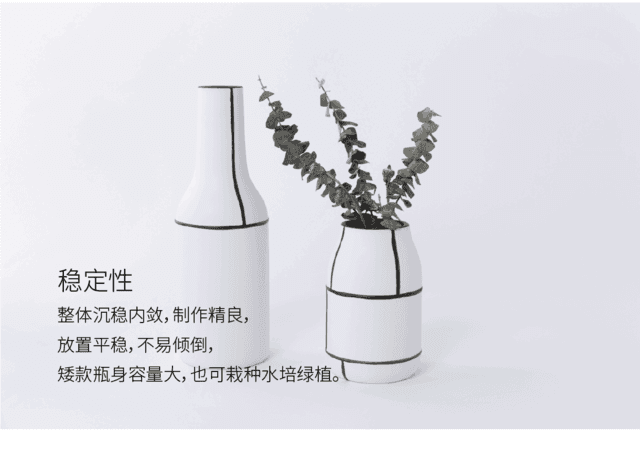 稳定性
整体沉稳内敛，制作精良，
放置平稳，不易倾倒，
矮款瓶身容量大，也可栽种水培绿植。